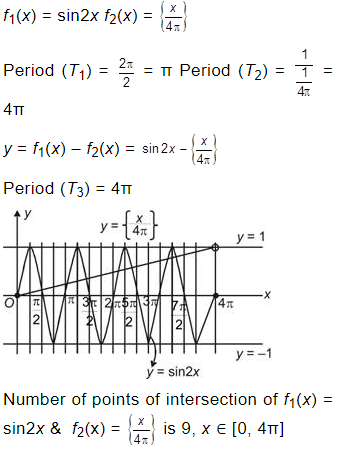 f₁(x) = sin2x f₂(x) = {x/4π}
Period (T₁) = 2π/2 = π Period (T₂) = 1/(1/4π) =
4π
y = f₁(x) – f₂(x) = sin2x – {x/4π}
Period (T₃) = 4π
y
y = {x/4π}
y = 1
O π/2 π 3π/2 2π 5π/2 3π 7π/2 4π x
y = –1
y = sin2x
Number of points of intersection of f₁(x) =
sin2x & f₂(x) = {x/4π} is 9, x ∈ [0, 4π]